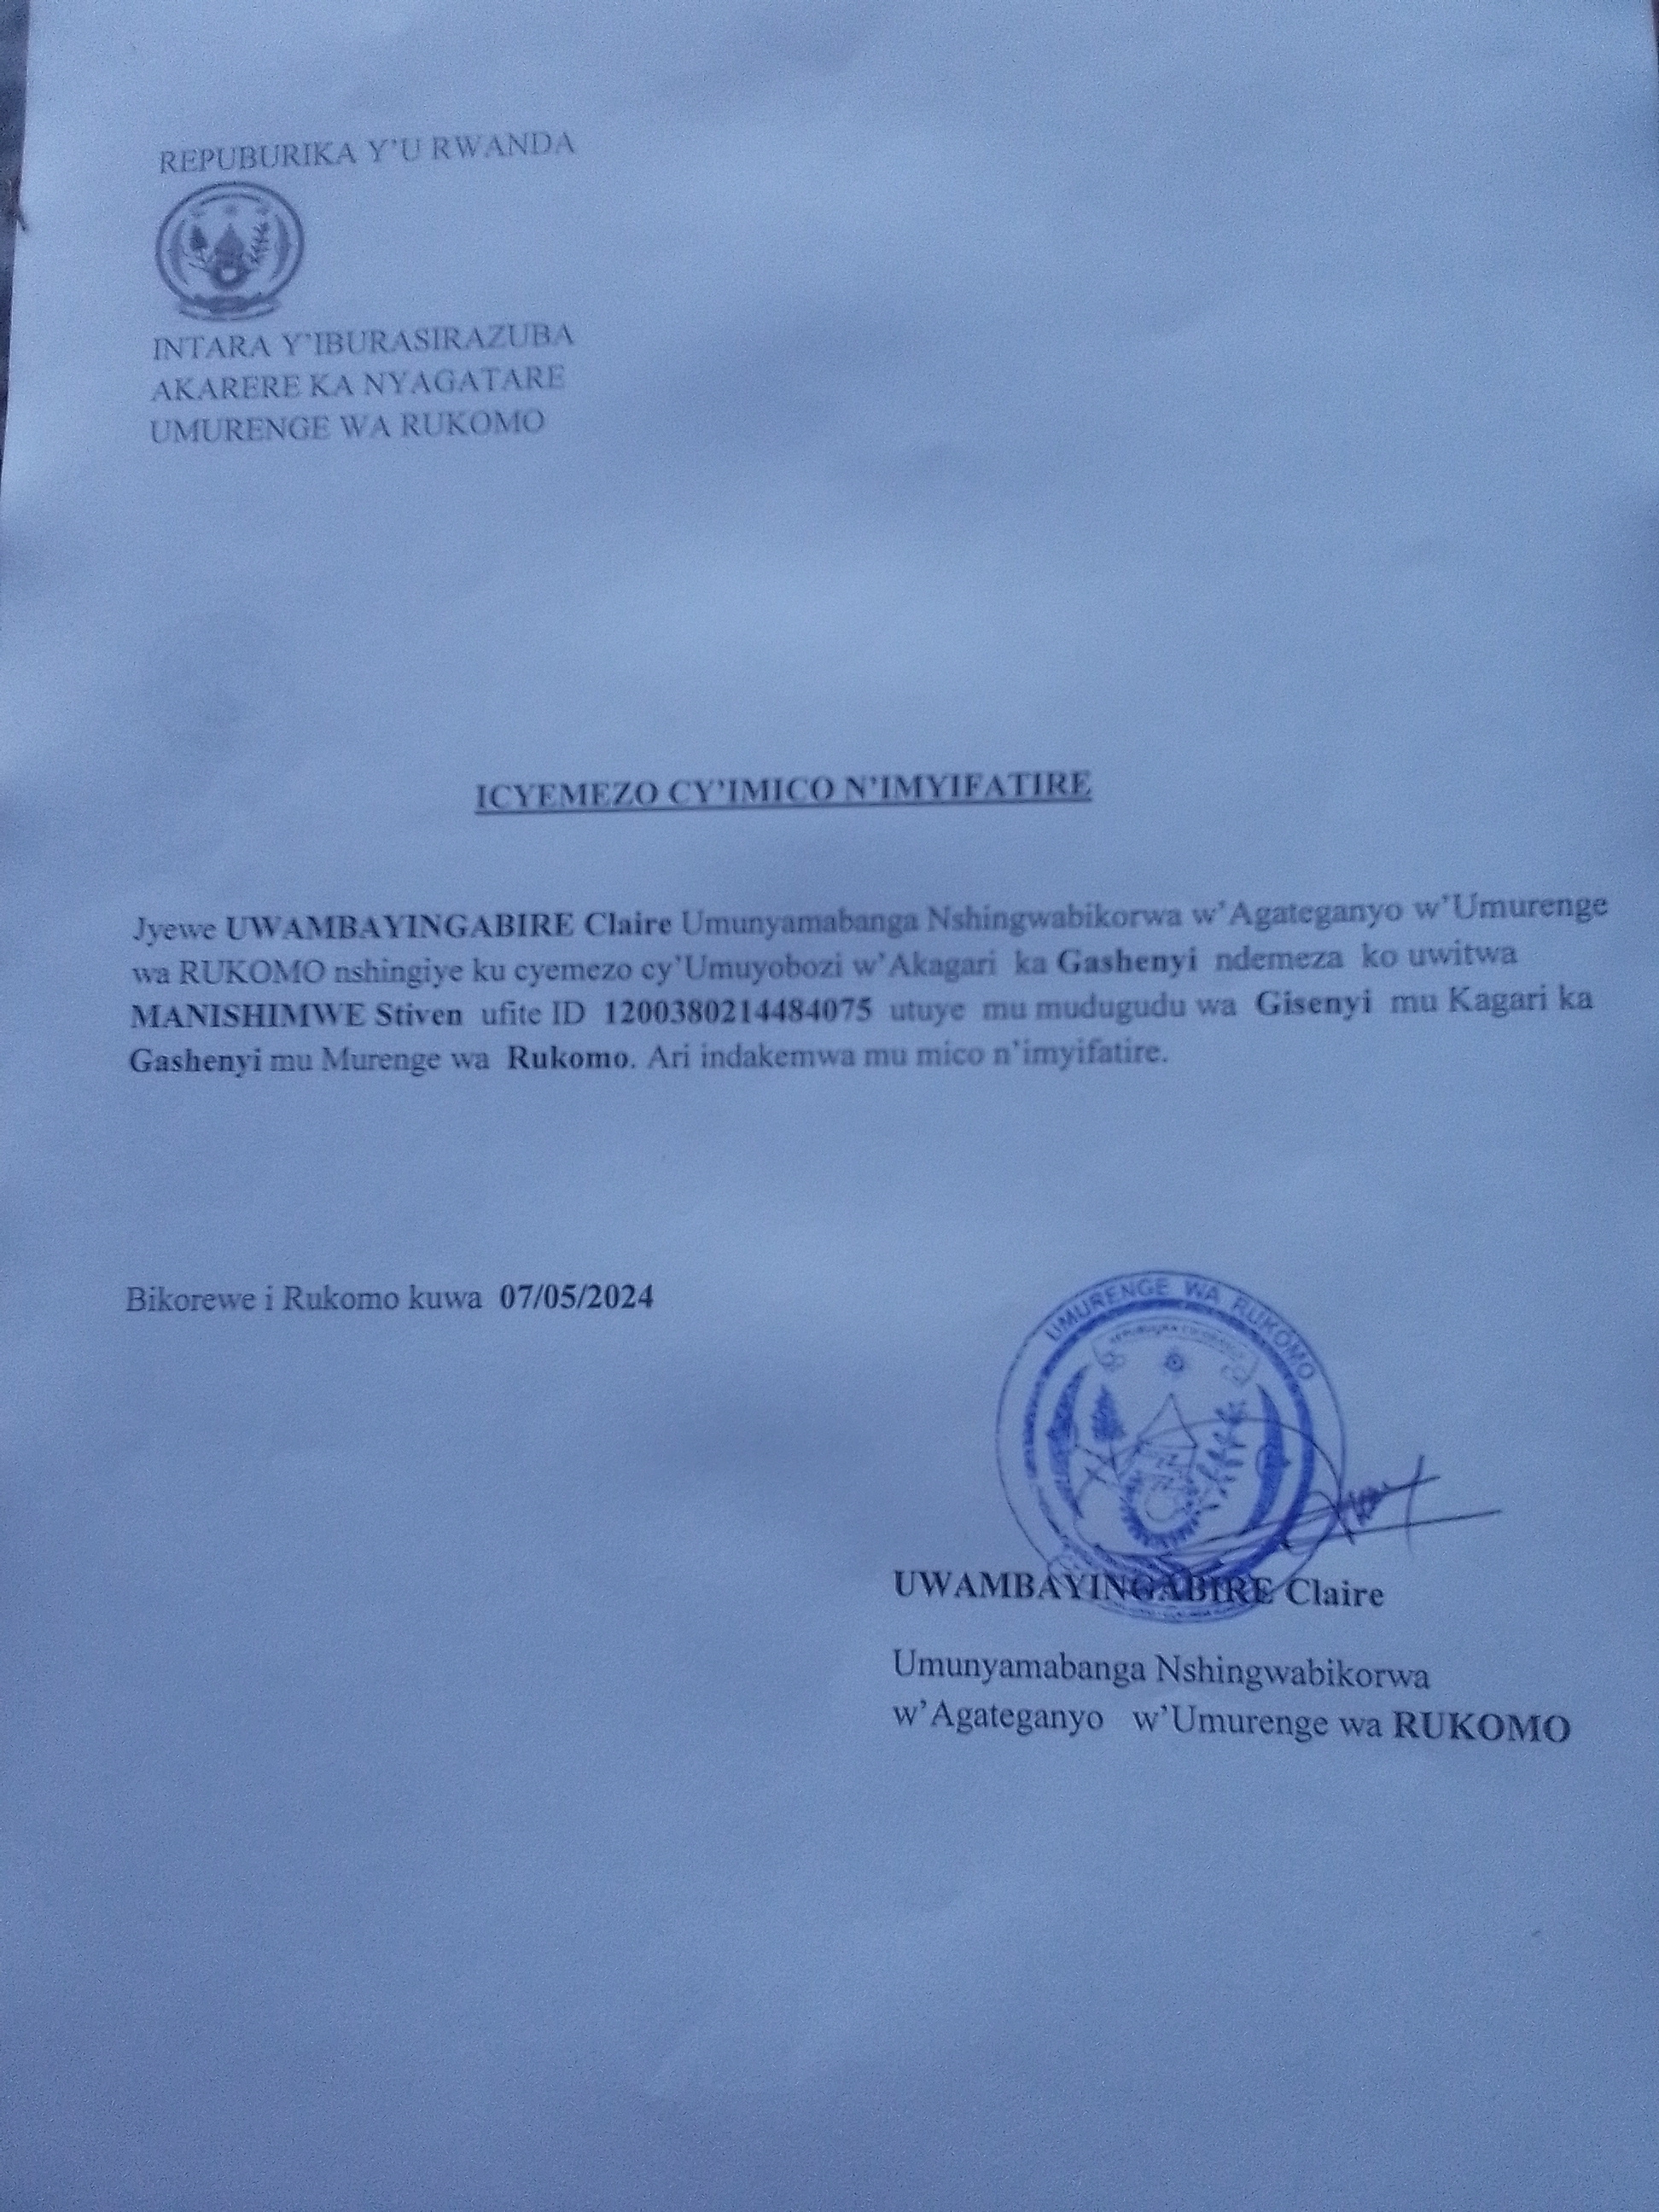 REPUBURIKA Y'U RWANDA
INTARA Y'IBURASIRAZUBA
AKARERE KA NYAGATARE
UMURENGE WA RUKOMO
ICYEMEZO CY'IMICO N'IMYIFATIRE
Jyewe UWAMBAYINGABIRE Claire Umunyamabanga Nshingwabikorwa w'Agateganyo w'Umurenge
wa RUKOMO nshingiye ku cyemezo cy'Umuyobozi w'Akagari ka Gashenyi ndemeza ko uwitwa
MANISHIMWE Stiven ufite ID 1200380214484075 utuye mu mudugudu wa Gisenyi mu Kagari ka
Gashenyi mu Murenge wa Rukomo. Ari indakemwa mu mico n'imyifatire.
Bikorewe i Rukomo kuwa 07/05/2024
UMURENGE WA RUKOMO
UWAMBAYINGABIRE Claire
Umunyamabanga Nshingwabikorwa
w'Agateganyo w'Umurenge wa RUKOMO